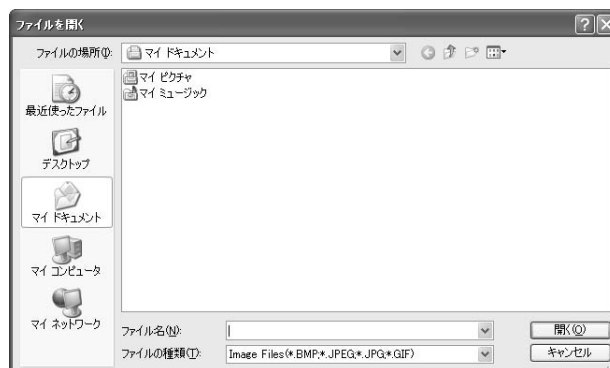 ファイルを開く
ファイルの場所(I):
マイ ドキュメント
マイ ピクチャ
マイ ミュージック
最近使ったファイル
デスクトップ
マイ ドキュメント
マイ コンピュータ
マイ ネットワーク
ファイル名(N):
開く(O)
ファイルの種類(T):
Image Files(*.BMP;*.JPEG;*.JPG;*.GIF)
キャンセル